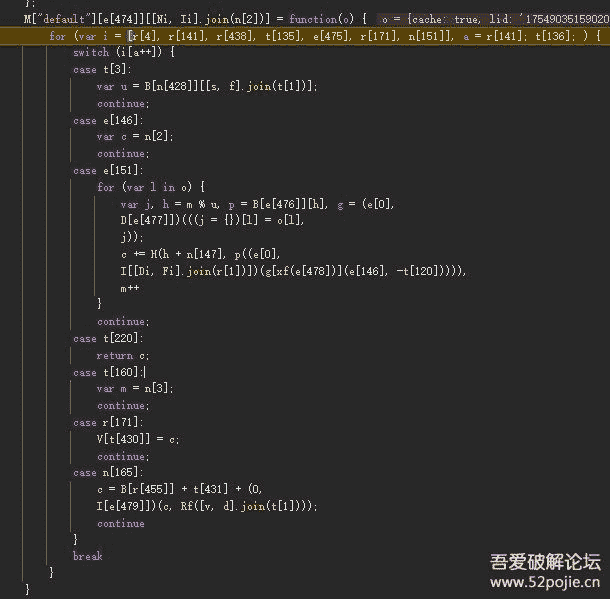 };
M["default"][e[474]][[Ni, Ii].join(n[2])] = function(o) { o = {cache: true, lid: '17549035159020
for (var i = [r[4], r[141], r[438], t[135], e[475], r[171], n[151]], a = r[141]; t[136]; ) {
switch (i[a++]) {
case t[3]:
var u = B[n[428]][[s, f].join(t[1])];
continue;
case e[146]:
var c = n[2];
continue;
case e[151]:
for (var l in o) {
var j, h = m % u, p = B[e[476]][h], g = (e[0],
D[e[477]])(((j = {})[l] = o[l],
j));
c += H(h + n[147], p((e[0],
I[[Di, Fi].join(r[1])])(g[xf(e[478])](e[146], -t[120])))),
m++
}
continue;
case t[220]:
return c;
case t[160]:
var m = n[3];
continue;
case r[171]:
V[t[430]] = c;
continue;
case n[165]:
c = B[r[455]] + t[431] + (0,
I[e[479]])(c, Rf([v, d].join(t[1])));
continue
}
break
}
}
吾爱破解论坛
www.52pojie.cn